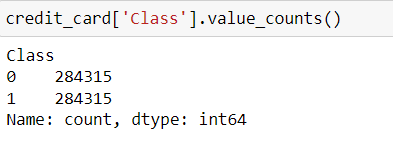 credit_card['Class'].value_counts()
Class
0    284315
1    284315
Name: count, dtype: int64